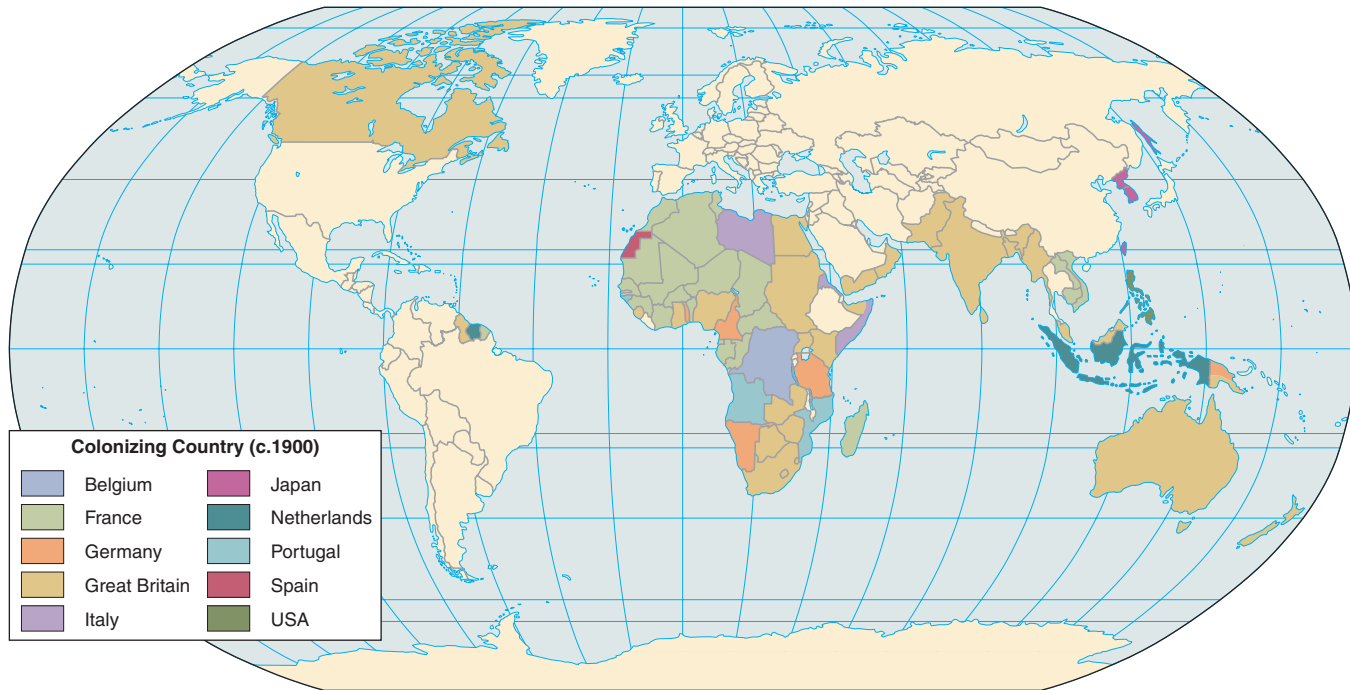 Colonizing Country (c.1900)
Belgium
France
Germany
Great Britain
Italy
Japan
Netherlands
Portugal
Spain
USA